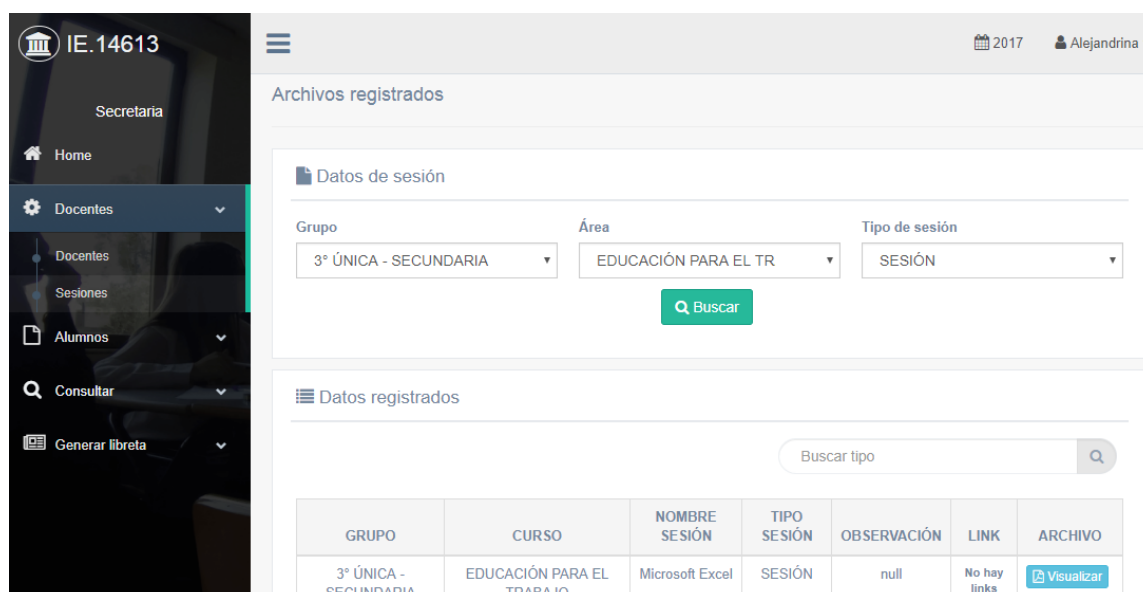 IE.14613
2017
Alejandrina
Secretaria
Home
Docentes
Docentes
Sesiones
Alumnos
Consultar
Generar libreta
Archivos registrados
Datos de sesión
Grupo
Área
Tipo de sesión
3° ÚNICA - SECUNDARIA
EDUCACIÓN PARA EL TR
SESIÓN
Buscar
Datos registrados
Buscar tipo
GRUPO
CURSO
NOMBRE SESIÓN
TIPO SESIÓN
OBSERVACIÓN
LINK
ARCHIVO
3° ÚNICA - SECUNDARIA
EDUCACIÓN PARA EL TRABAJO
Microsoft Excel
SESIÓN
null
No hay links
Visualizar